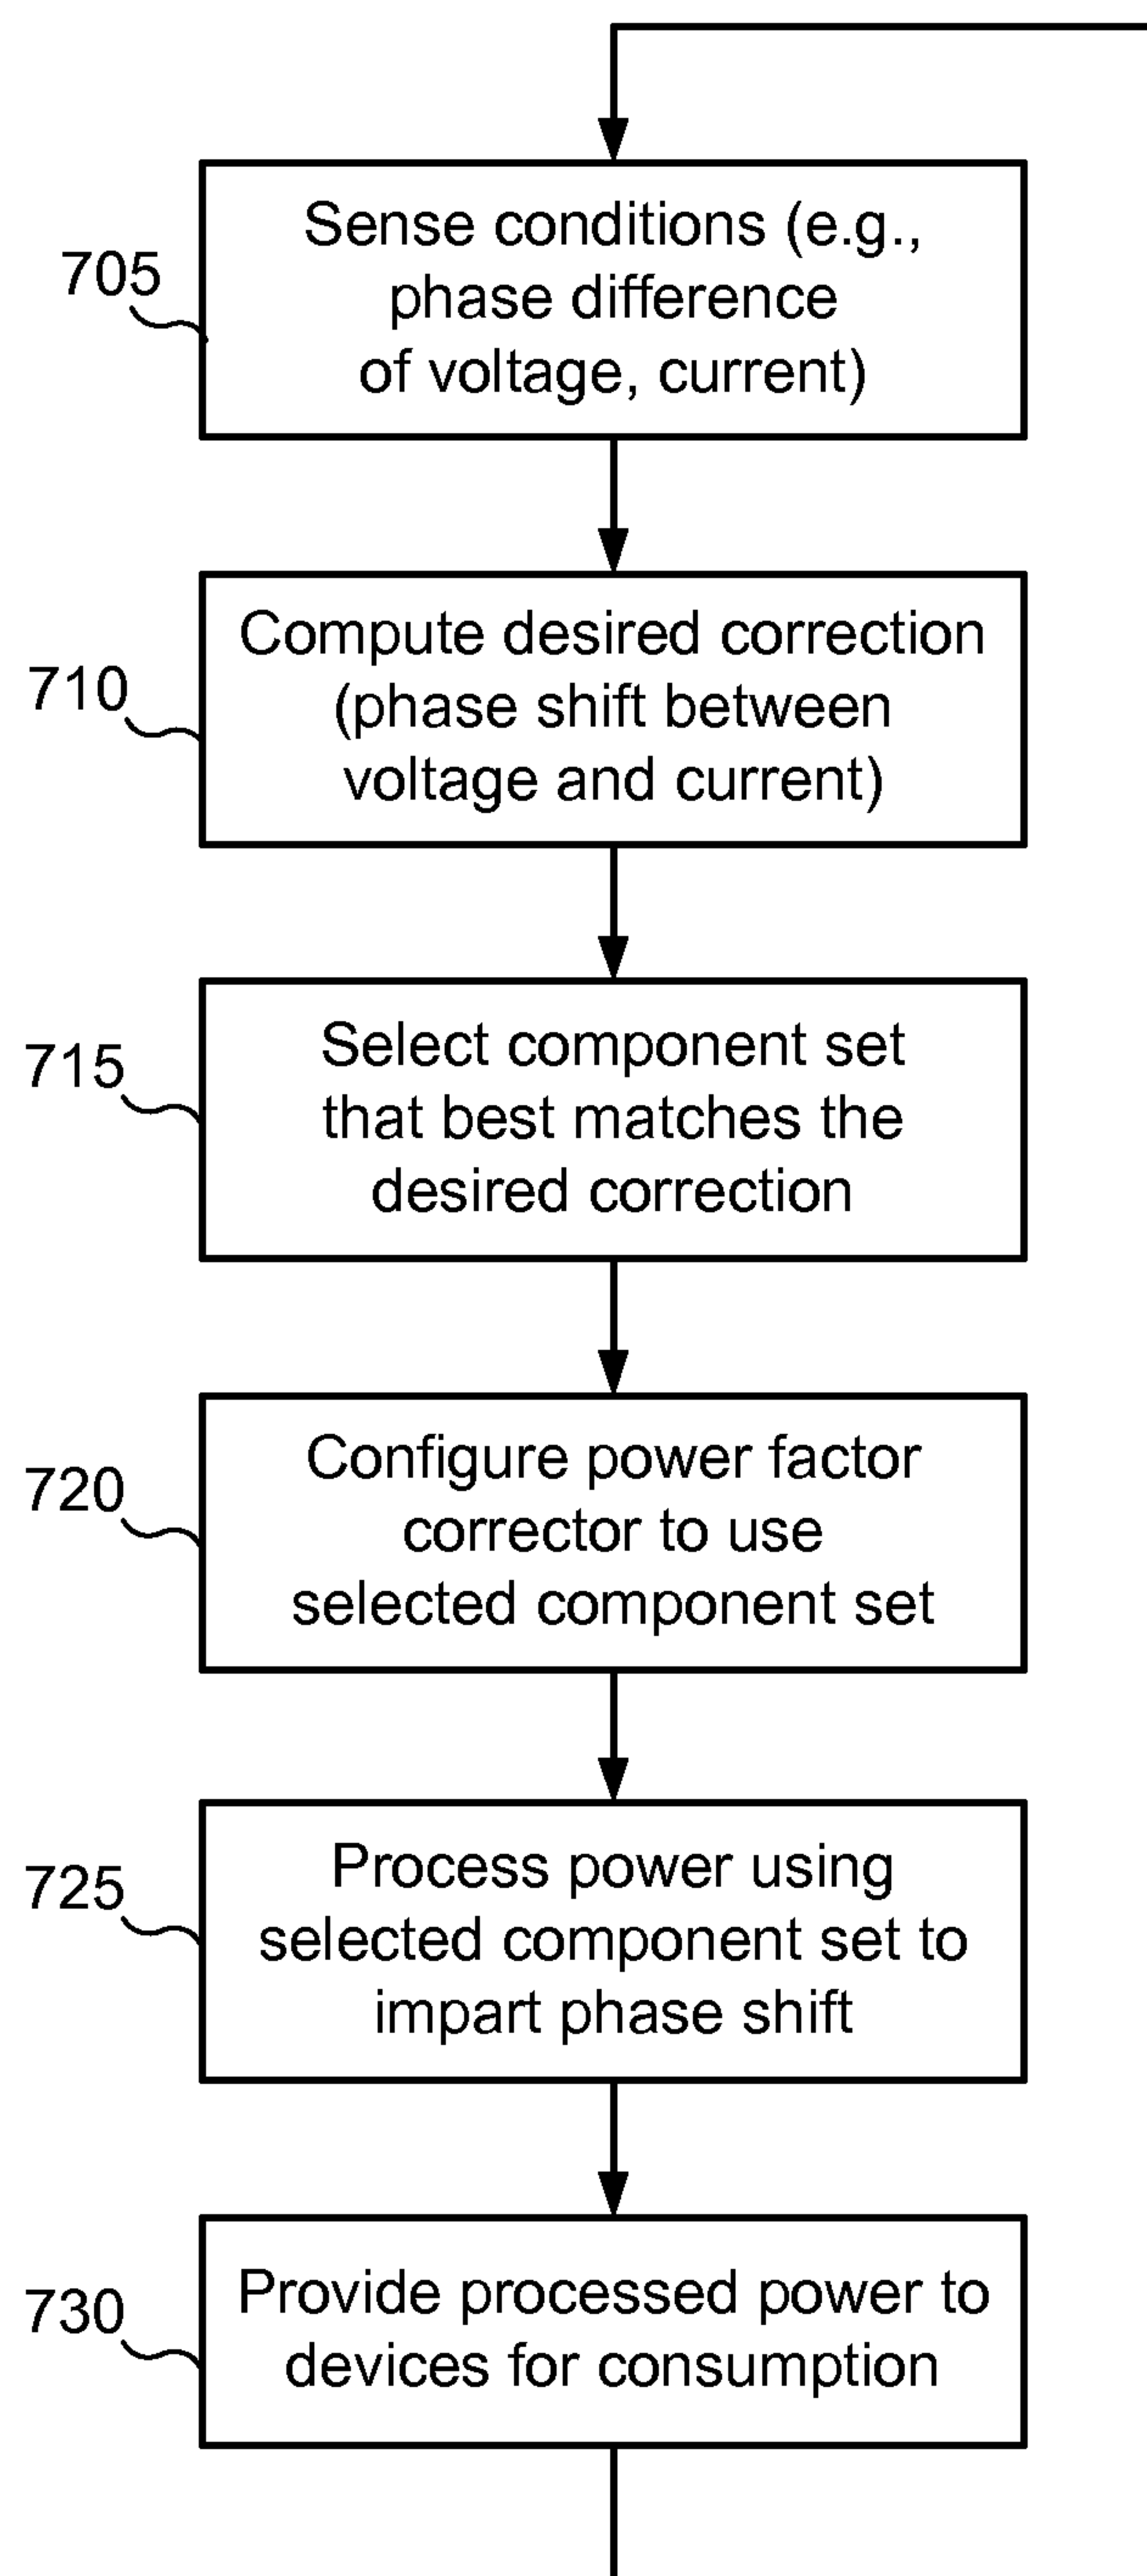 705
Sense conditions (e.g.,
phase difference
of voltage, current)
710
Compute desired correction
(phase shift between
voltage and current)
715
Select component set
that best matches the
desired correction
720
Configure power factor
corrector to use
selected component set
725
Process power using
selected component set to
impart phase shift
730
Provide processed power to
devices for consumption